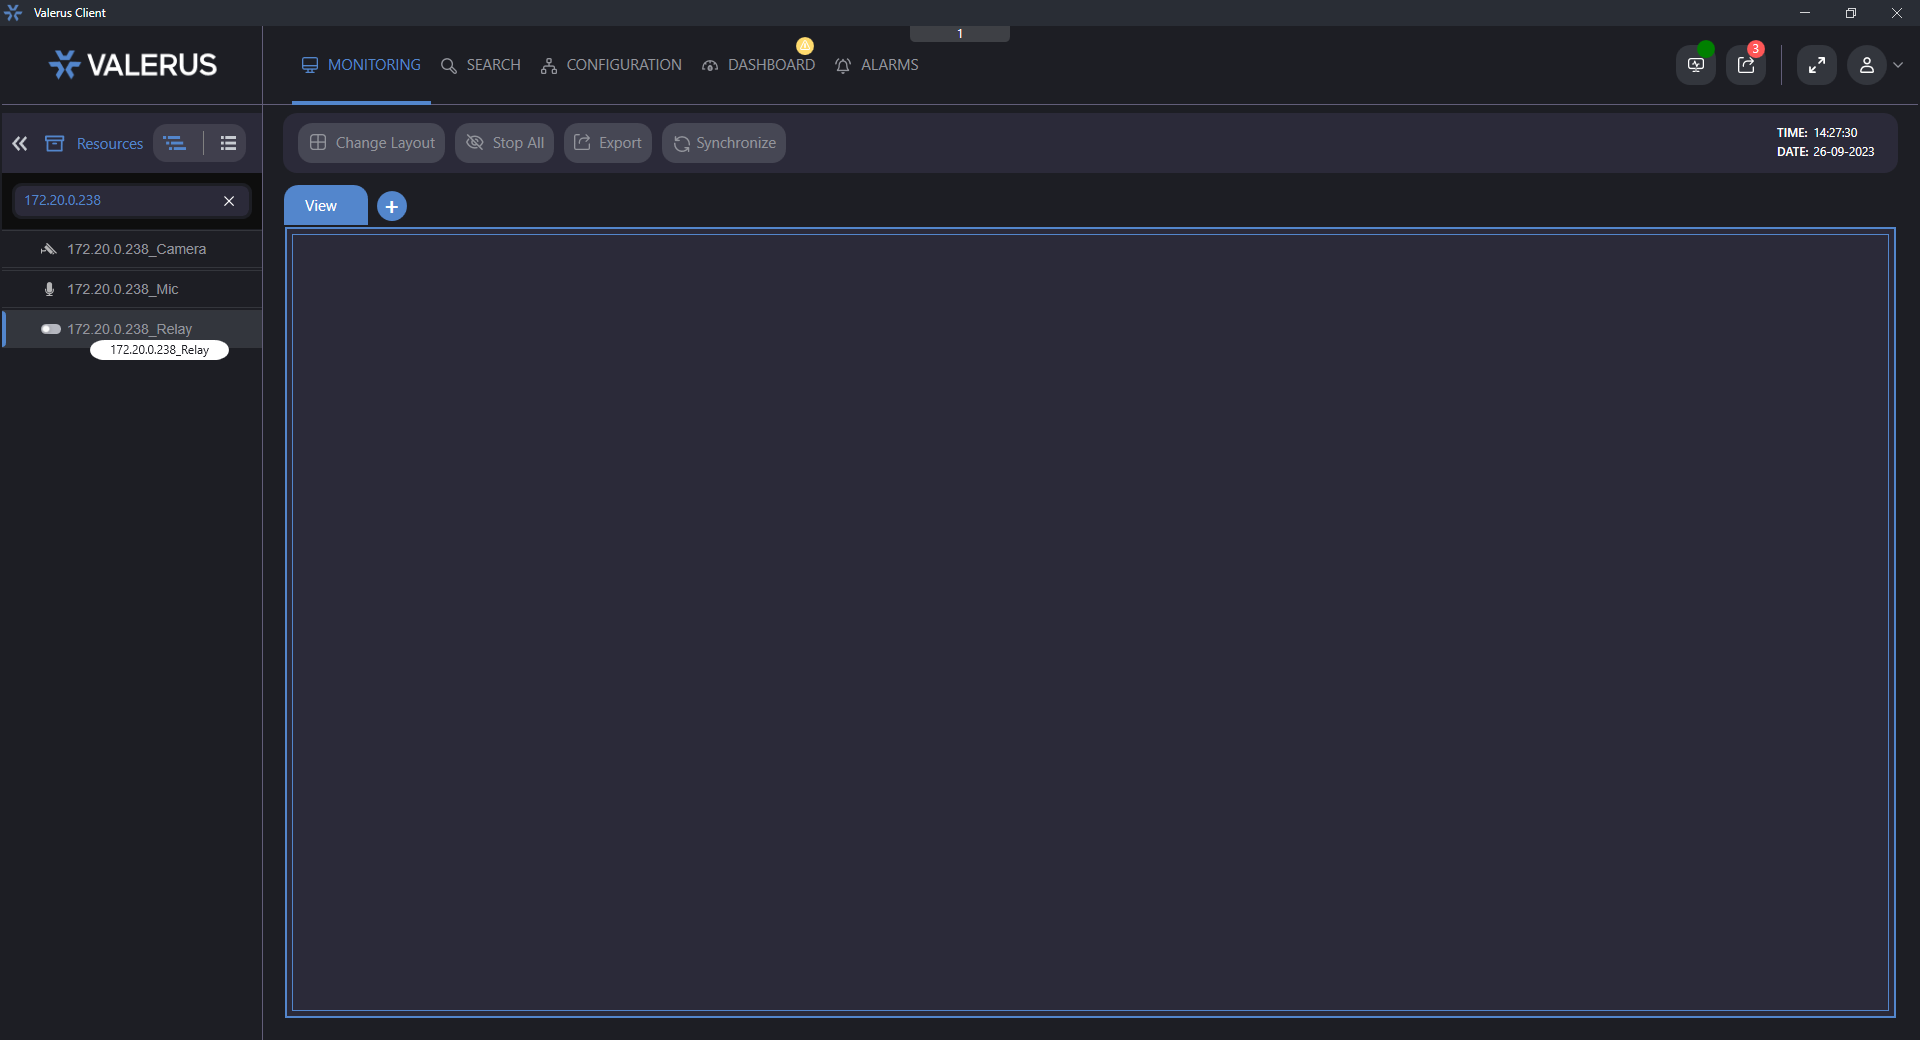 Valerus Client
1
VALERUS
MONITORING
SEARCH
CONFIGURATION
DASHBOARD
ALARMS
3
Resources
Change Layout
Stop All
Export
Synchronize
TIME: 14:27:30
DATE: 26-09-2023
172.20.0.238
View
172.20.0.238_Camera
172.20.0.238_Mic
172.20.0.238_Relay
172.20.0.238_Relay